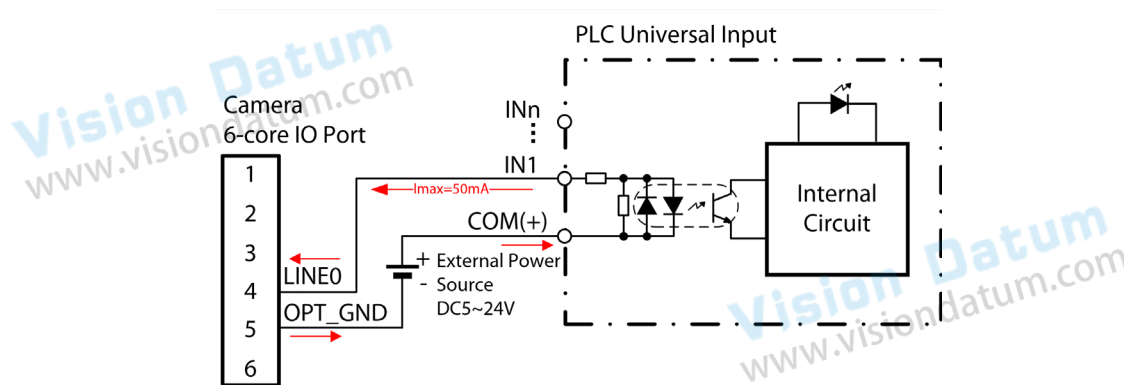 PLC Universal Input
Vision Datum
www.visiondatum.com
Camera
6-core IO Port
INn
IN1
Imax=50mA
COM(+)
1
2
3
4
5
6
LINE0
OPT_GND
+ External Power
- Source
DC5~24V
Internal
Circuit
Vision Datum
www.visiondatum.com